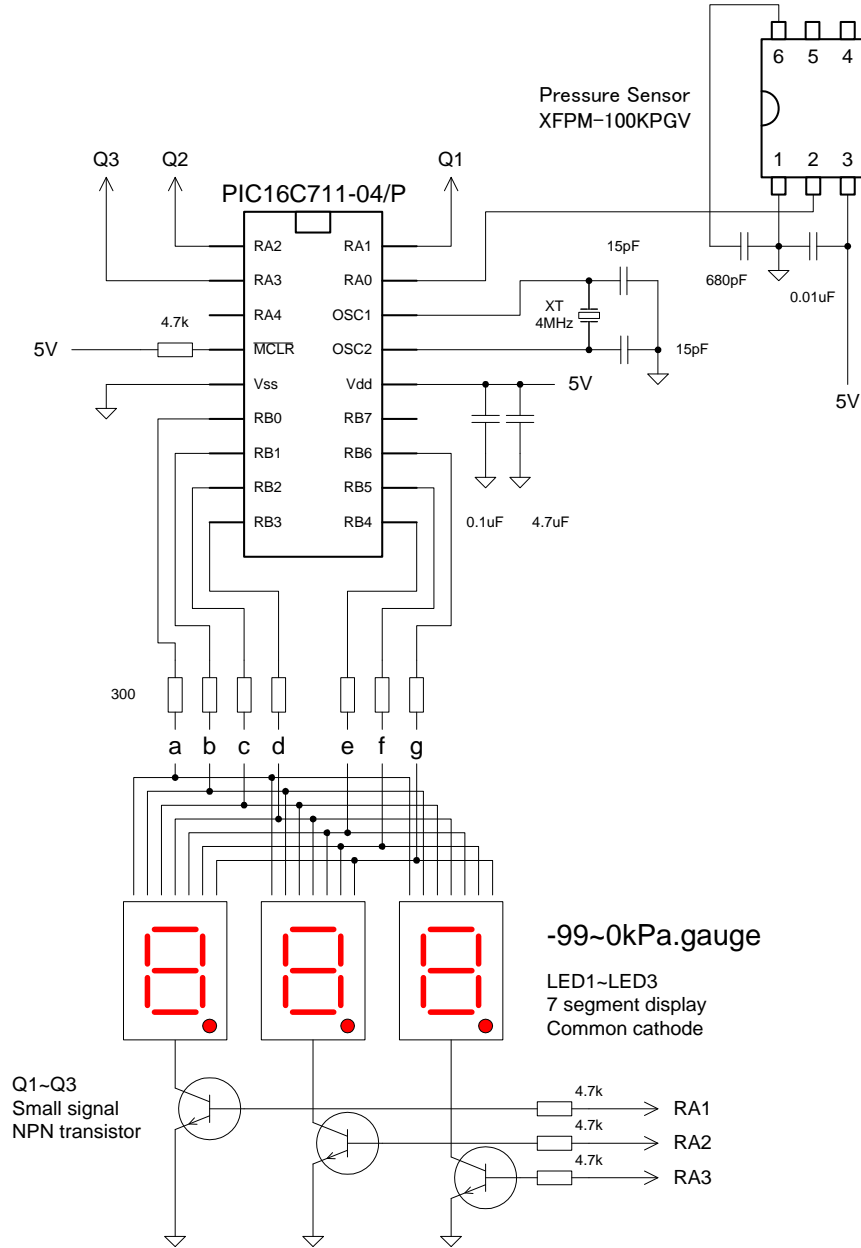 6 5 4
Pressure Sensor
XFPM-100KPGV
1 2 3
Q3 Q2 Q1
PIC16C711-04/P
RA2 RA1
15pF
680pF
0.01uF
RA3 RA0
RA4 OSC1
XT
4MHz
4.7k
5V MCLR OSC2 15pF
Vss Vdd 5V
5V
RB0 RB7
RB1 RB6
RB2 RB5
RB3 RB4
0.1uF 4.7uF
300
a b c d e f g
-99~0kPa.gauge
LED1~LED3
7 segment display
Common cathode
Q1~Q3
Small signal
NPN transistor
4.7k
RA1
4.7k
RA2
4.7k
RA3